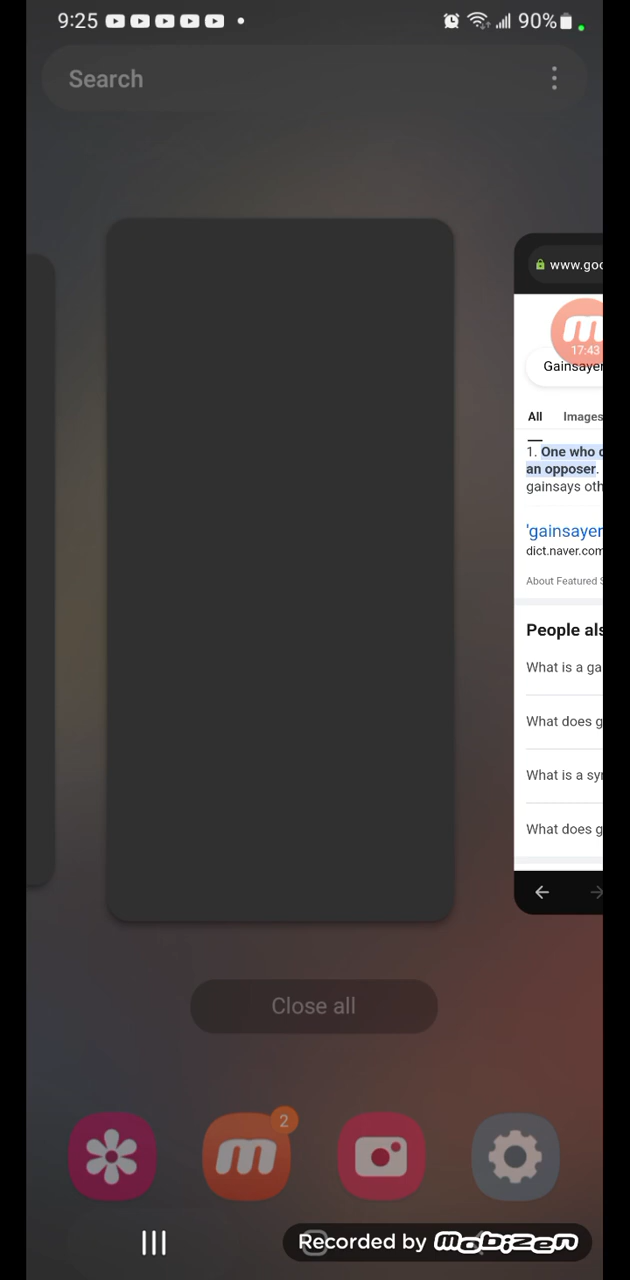 9:25
90%
Search
www.goo
m
17:43
Gainsayer
All Images
1. One who
an opposer.
gainsays oth
'gainsayer
dict.naver.com
About Featured S
People als
What is a ga
What does g
What is a syn
What does g
Close all
m
2
Recorded by mobizen